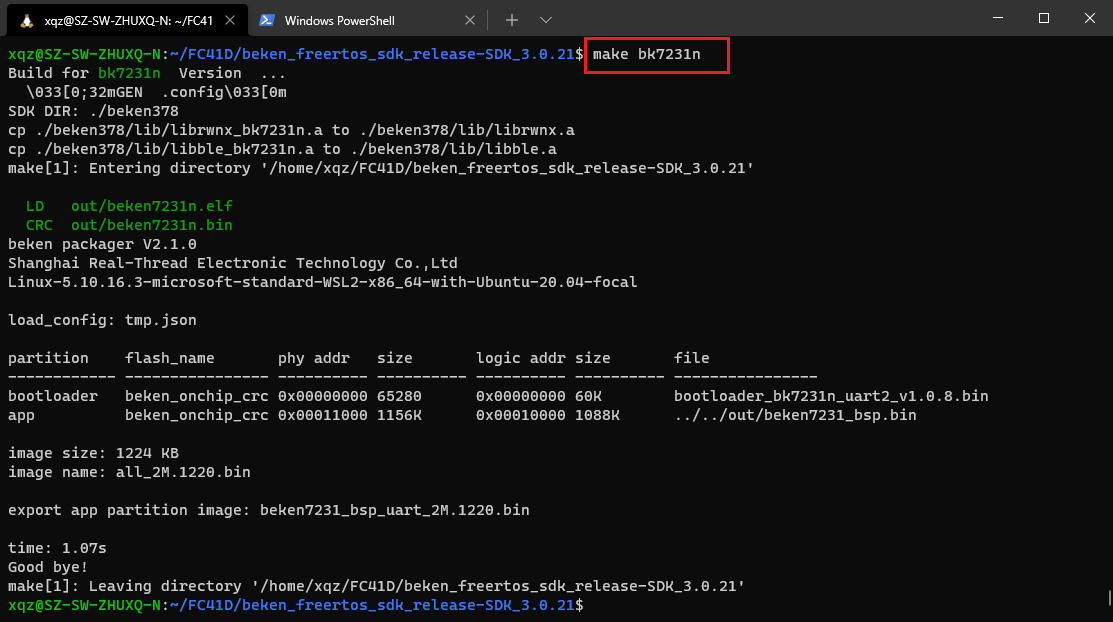 xqz@SZ-SW-ZHUXQ-N: ~/FC41 Windows PowerShell
xqz@SZ-SW-ZHUXQ-N:~/FC41D/beken_freertos_sdk_release-SDK_3.0.21$ make bk7231n
Build for bk7231n  Version  ...
  \033[0;32mGEN  .config\033[0m
SDK DIR: ./beken378
cp ./beken378/lib/librwnx_bk7231n.a to ./beken378/lib/librwnx.a
cp ./beken378/lib/libble_bk7231n.a to ./beken378/lib/libble.a
make[1]: Entering directory '/home/xqz/FC41D/beken_freertos_sdk_release-SDK_3.0.21'
  LD   out/beken7231n.elf
  CRC  out/beken7231n.bin
beken packager V2.1.0
Shanghai Real-Thread Electronic Technology Co.,Ltd
Linux-5.10.16.3-microsoft-standard-WSL2-x86_64-with-Ubuntu-20.04-focal
load_config: tmp.json
partition    flash_name       phy addr   size       logic addr size       file
------------ ---------------- ---------- ---------- ---------- ---------- ----------------
bootloader   beken_onchip_crc 0x00000000 65280      0x00000000 60K        bootloader_bk7231n_uart2_v1.0.8.bin
app          beken_onchip_crc 0x00011000 1156K      0x00010000 1088K      ../../out/beken7231_bsp.bin
image size: 1224 KB
image name: all_2M.1220.bin
export app partition image: beken7231_bsp_uart_2M.1220.bin
time: 1.07s
Good bye!
make[1]: Leaving directory '/home/xqz/FC41D/beken_freertos_sdk_release-SDK_3.0.21'
xqz@SZ-SW-ZHUXQ-N:~/FC41D/beken_freertos_sdk_release-SDK_3.0.21$